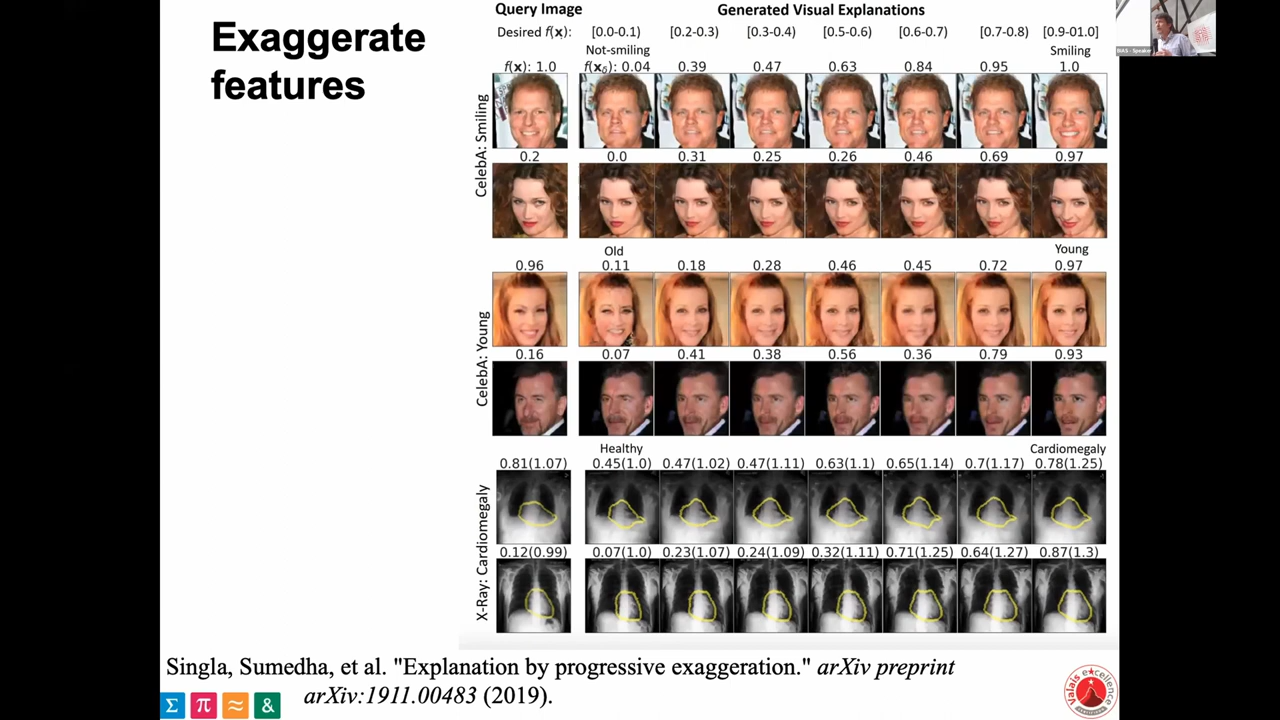 Exaggerate
features
Query Image
Generated Visual Explanations
Desired f(x): [0.0-0.1) [0.2-0.3) [0.3-0.4) [0.5-0.6) [0.6-0.7) [0.7-0.8) [0.9-01.0]
Not-smiling Smiling
f(x): 1.0 f(xδ): 0.04 0.39 0.47 0.63 0.84 0.95 1.0
CelebA: Smiling
0.2 0.0 0.31 0.25 0.26 0.46 0.69 0.97
Old Young
0.96 0.11 0.18 0.28 0.46 0.45 0.72 0.97
CelebA: Young
0.16 0.07 0.41 0.38 0.56 0.36 0.79 0.93
Healthy Cardiomegaly
0.81(1.07) 0.45(1.0) 0.47(1.02) 0.47(1.11) 0.63(1.1) 0.65(1.14) 0.7(1.17) 0.78(1.25)
X-Ray: Cardiomegaly
0.12(0.99) 0.07(1.0) 0.23(1.07) 0.24(1.09) 0.32(1.11) 0.71(1.25) 0.64(1.27) 0.87(1.3)
Singla, Sumedha, et al. "Explanation by progressive exaggeration." arXiv preprint
arXiv:1911.00483 (2019).
Σ π ≈ &
BIAS - Speaker